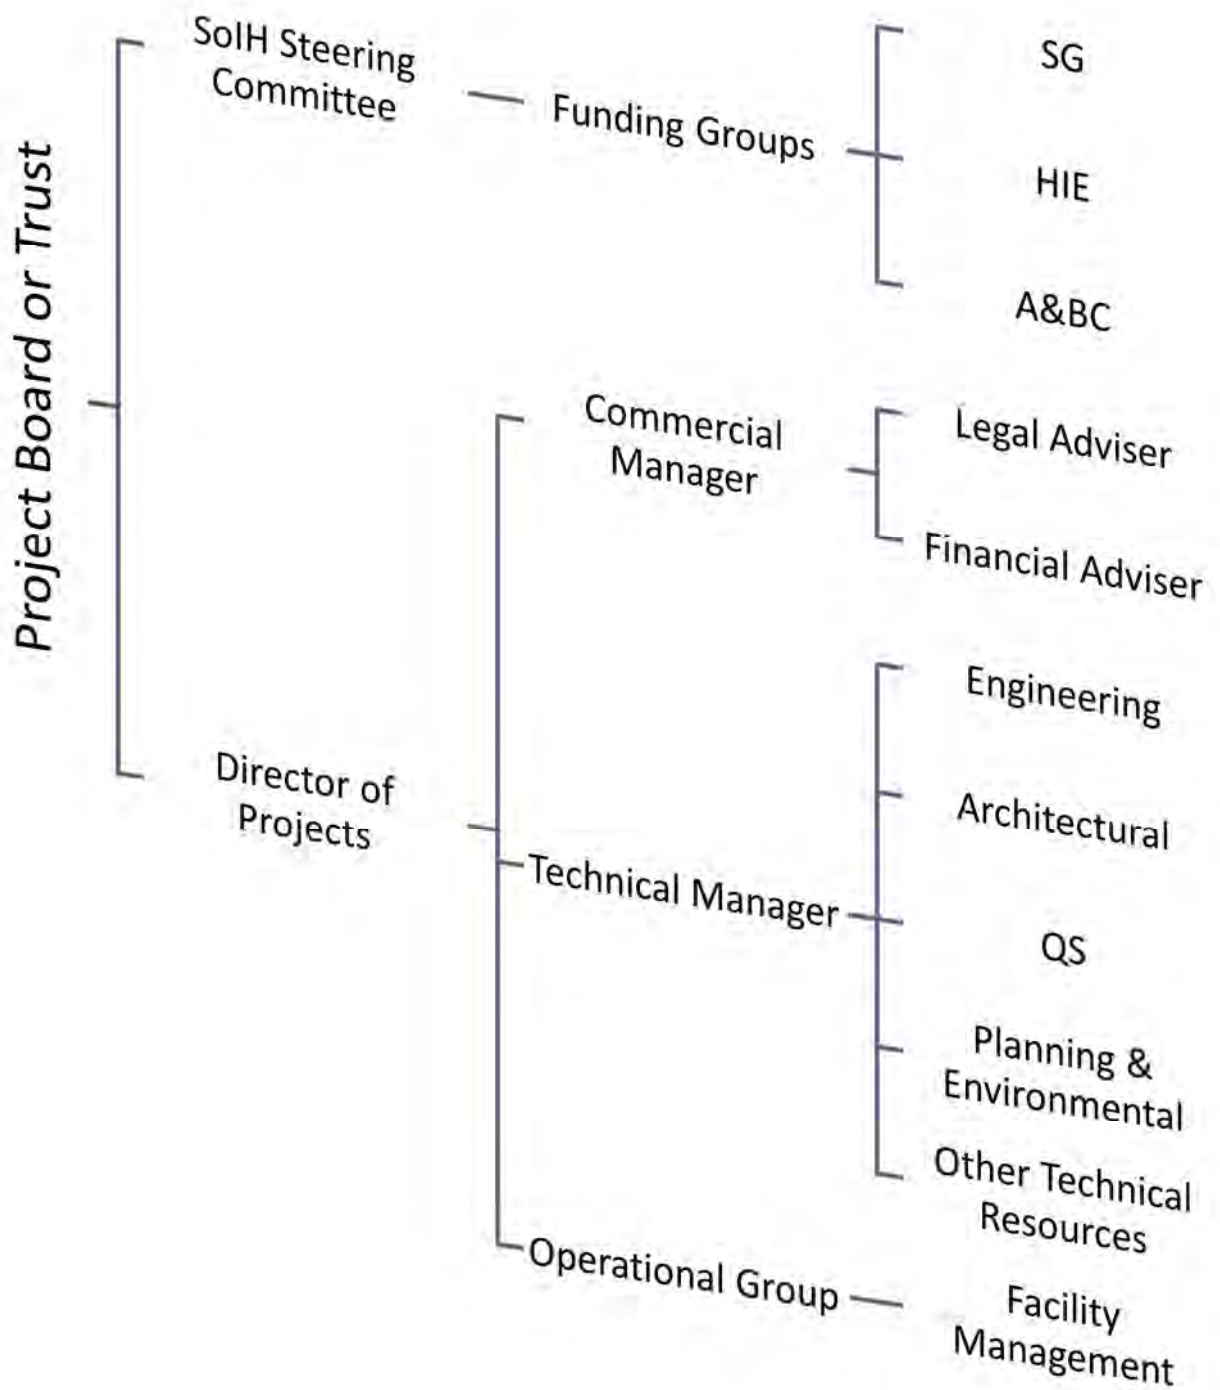 Project Board or Trust
SoIH Steering
Committee
Funding Groups
SG
HIE
A&BC
Director of
Projects
Commercial
Manager
Legal Adviser
Financial Adviser
Technical Manager
Engineering
Architectural
QS
Planning &
Environmental
Other Technical
Resources
Operational Group
Facility
Management